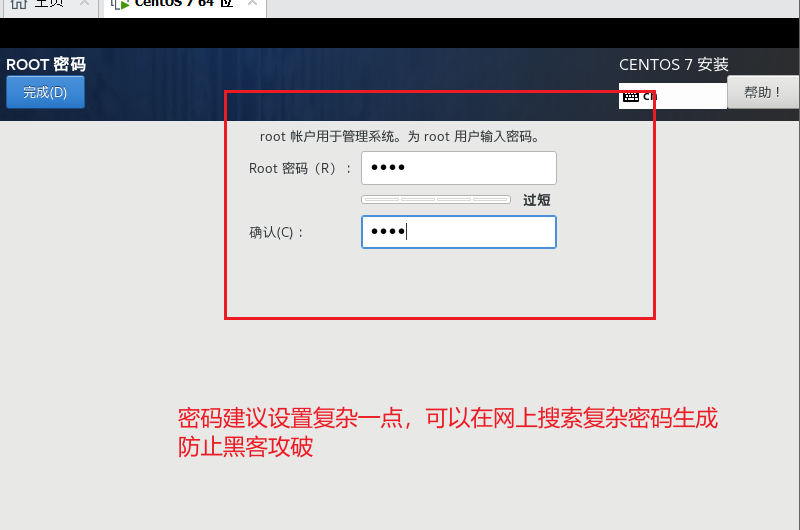 主页
CentOS 7 64 位
ROOT 密码
CENTOS 7 安装
完成(D)
cn
帮助！
root 帐户用于管理系统。为 root 用户输入密码。
Root 密码（R）：
••••
过短
确认(C)：
••••
密码建议设置复杂一点，可以在网上搜索复杂密码生成
防止黑客攻破